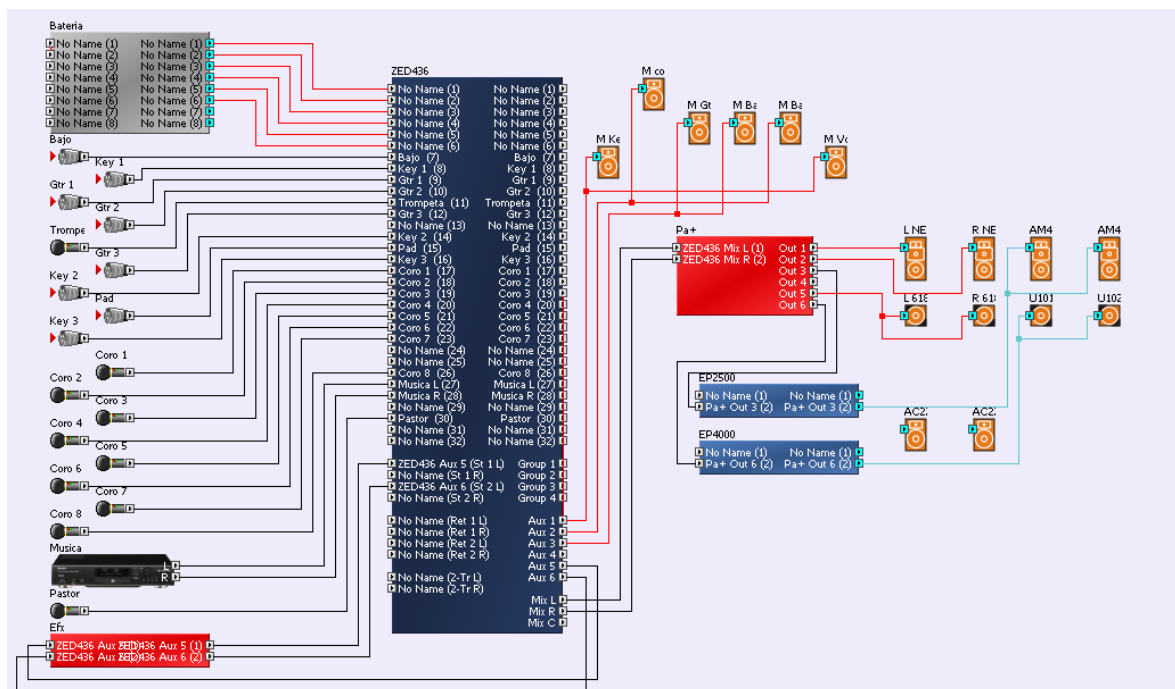 Bateria
No Name (1) No Name (1)
No Name (2) No Name (2)
No Name (3) No Name (3)
No Name (4) No Name (4)
No Name (5) No Name (5)
No Name (6) No Name (6)
No Name (7) No Name (7)
No Name (8) No Name (8)
Bajo
Key 1
Gtr 1
Gtr 2
Trompe
Gtr 3
Key 2
Pad
Key 3
Coro 1
Coro 2
Coro 3
Coro 4
Coro 5
Coro 6
Coro 7
Coro 8
Musica
L
R
Pastor
Efx
ZED436 Aux 5 (1)
ZED436 Aux 6 (2)
ZED436
No Name (1) No Name (1)
No Name (2) No Name (2)
No Name (3) No Name (3)
No Name (4) No Name (4)
No Name (5) No Name (5)
No Name (6) No Name (6)
Bajo (7) Bajo (7)
Key 1 (8) Key 1 (8)
Gtr 1 (9) Gtr 1 (9)
Gtr 2 (10) Gtr 2 (10)
Trompeta (11) Trompeta (11)
Gtr 3 (12) Gtr 3 (12)
No Name (13) No Name (13)
Key 2 (14) Key 2 (14)
Pad (15) Pad (15)
Key 3 (16) Key 3 (16)
Coro 1 (17) Coro 1 (17)
Coro 2 (18) Coro 2 (18)
Coro 3 (19) Coro 3 (19)
Coro 4 (20) Coro 4 (20)
Coro 5 (21) Coro 5 (21)
Coro 6 (22) Coro 6 (22)
Coro 7 (23) Coro 7 (23)
No Name (24) No Name (24)
No Name (25) No Name (25)
Coro 8 (26) Coro 8 (26)
Musica L (27) Musica L (27)
Musica R (28) Musica R (28)
No Name (29) No Name (29)
Pastor (30) Pastor (30)
No Name (31) No Name (31)
No Name (32) No Name (32)
ZED436 Aux 5 (St 1 L) Group 1
No Name (St 1 R) Group 2
ZED436 Aux 6 (St 2 L) Group 3
No Name (St 2 R) Group 4
No Name (Ret 1 L) Aux 1
No Name (Ret 1 R) Aux 2
No Name (Ret 2 L) Aux 3
No Name (Ret 2 R) Aux 4
Aux 5
No Name (2-Tr L) Aux 6
No Name (2-Tr R)
Mix L
Mix R
Mix C
M co
M Gt
M Ba
M Ba
M Ke
M Vo
Pa+
ZED436 Mix L (1) Out 1
ZED436 Mix R (2) Out 2
Out 3
Out 4
Out 5
Out 6
L NE
R NE
AM4
AM4
L 618
R 618
U101
U102
EP2500
No Name (1) No Name (1)
Pa+ Out 3 (2) Pa+ Out 3 (2)
AC2
AC2
EP4000
No Name (1) No Name (1)
Pa+ Out 6 (2) Pa+ Out 6 (2)